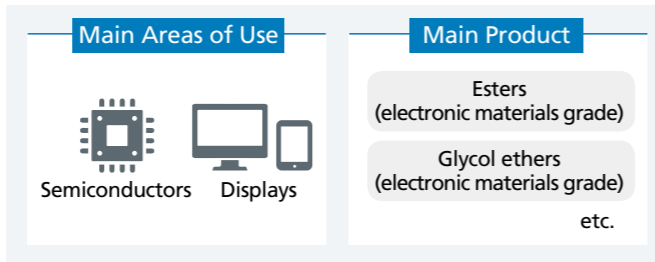 Main Areas of Use
Semiconductors
Displays
Main Product
Esters
(electronic materials grade)
Glycol ethers
(electronic materials grade)
etc.